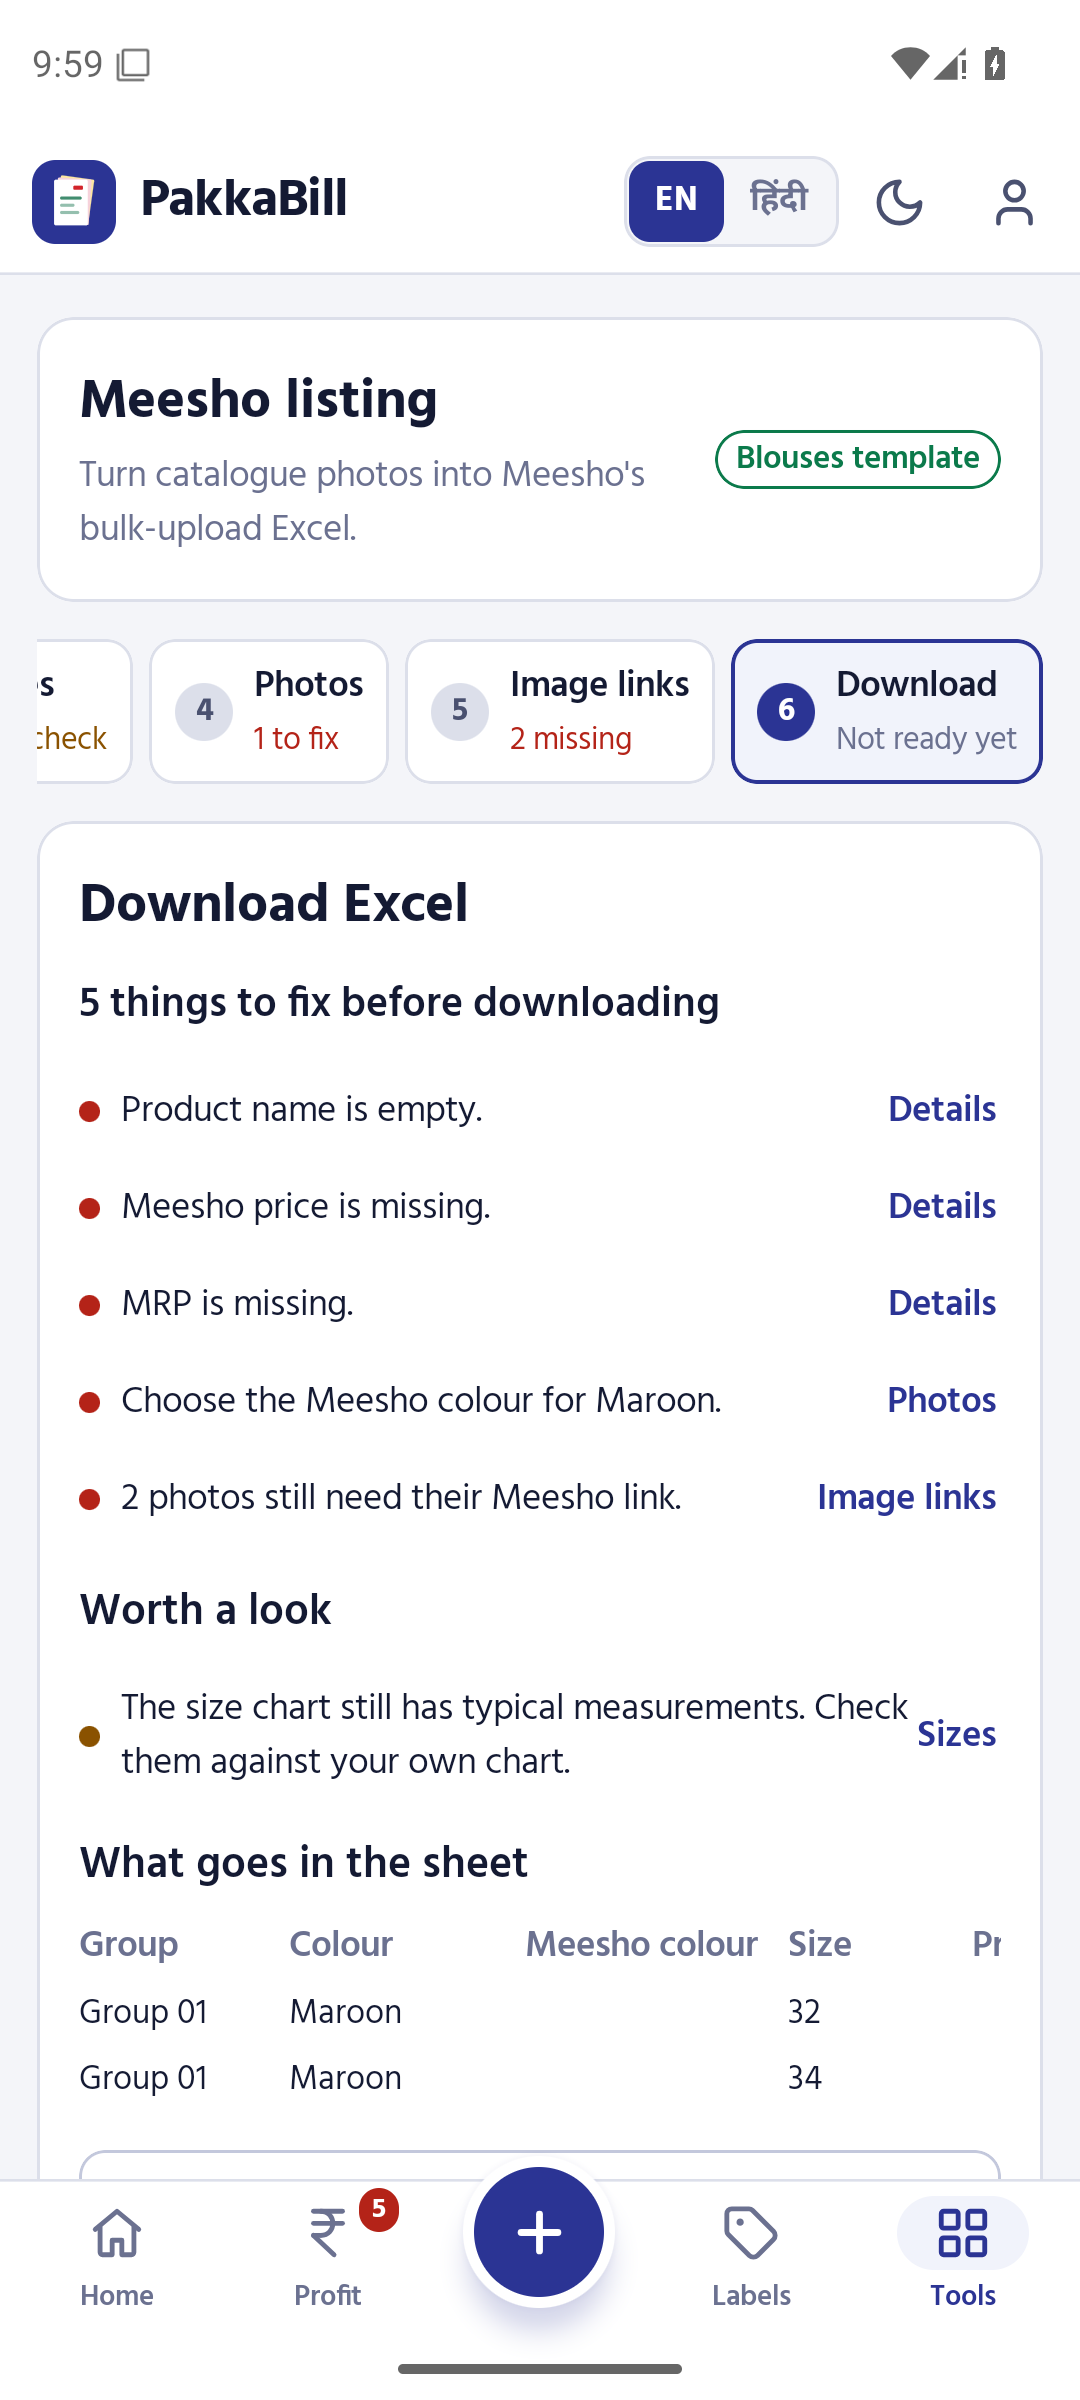 9:59
PakkaBill
EN
हिंदी
Meesho listing
Turn catalogue photos into Meesho's
bulk-upload Excel.
Blouses template
check
4
Photos
1 to fix
5
Image links
2 missing
6
Download
Not ready yet
Download Excel
5 things to fix before downloading
Product name is empty.
Details
Meesho price is missing.
Details
MRP is missing.
Details
Choose the Meesho colour for Maroon.
Photos
2 photos still need their Meesho link.
Image links
Worth a look
The size chart still has typical measurements. Check
them against your own chart.
Sizes
What goes in the sheet
Group Colour Meesho colour Size
Group 01 Maroon 32
Group 01 Maroon 34
Home
Profit
5
Labels
Tools